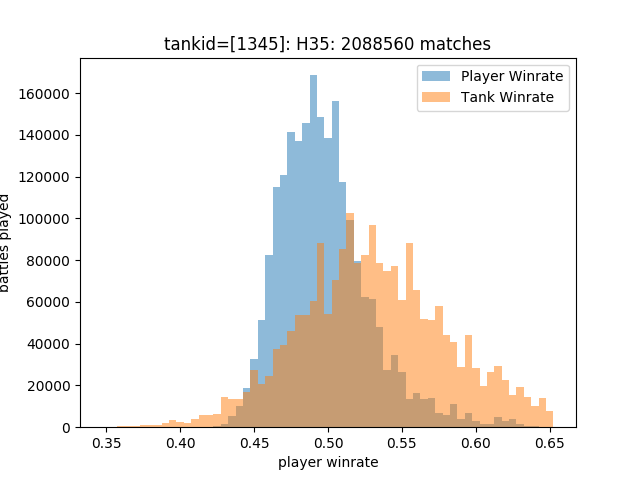 tankid=[1345]: H35: 2088560 matches
Player Winrate
Tank Winrate
160000
140000
120000
100000
80000
60000
40000
20000
0
battles played
0.35 0.40 0.45 0.50 0.55 0.60 0.65
player winrate